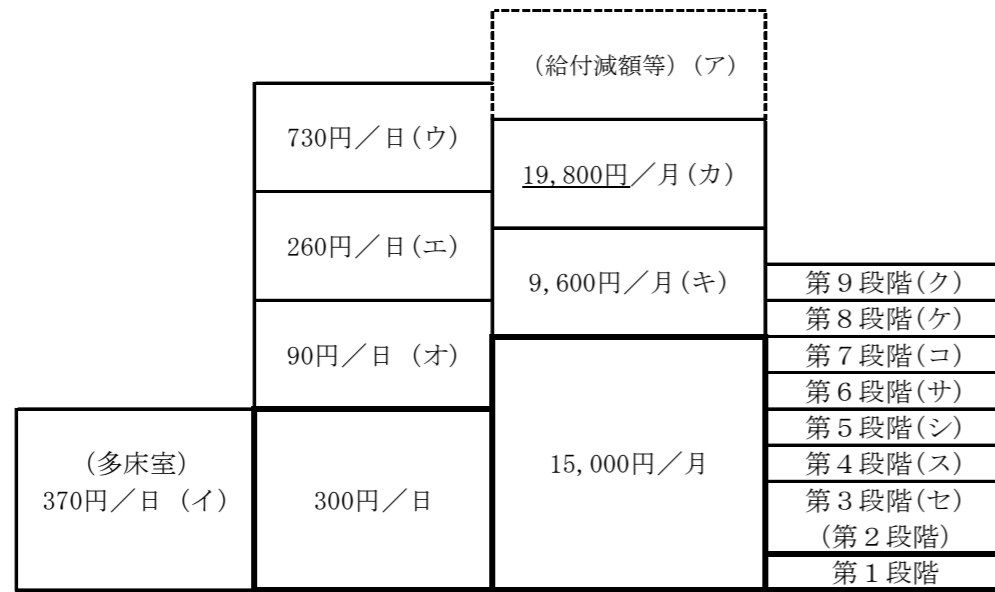 (給付減額等)(ア)
730円／日(ウ)
19,800円／月(カ)
260円／日(エ)
9,600円／月(キ)
90円／日 (オ)
(多床室)
370円／日 (イ)
300円／日
15,000円／月
第９段階(ク)
第８段階(ケ)
第７段階(コ)
第６段階(サ)
第５段階(シ)
第４段階(ス)
第３段階(セ)
(第２段階)
第１段階